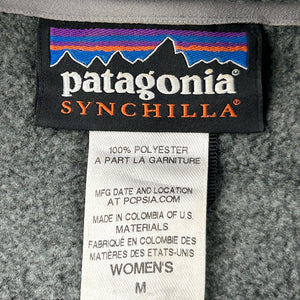 patagonia®
SYNCHILLA®
100% POLYESTER
A PART LA GARNITURE
MFG DATE AND LOCATION
AT PCPSIA.COM
MADE IN COLOMBIA OF U.S.
MATERIALS
FABRIQUÉ EN COLOMBIE DES
MATIÈRES DES ÉTATS-UNIS
WOMEN'S
M